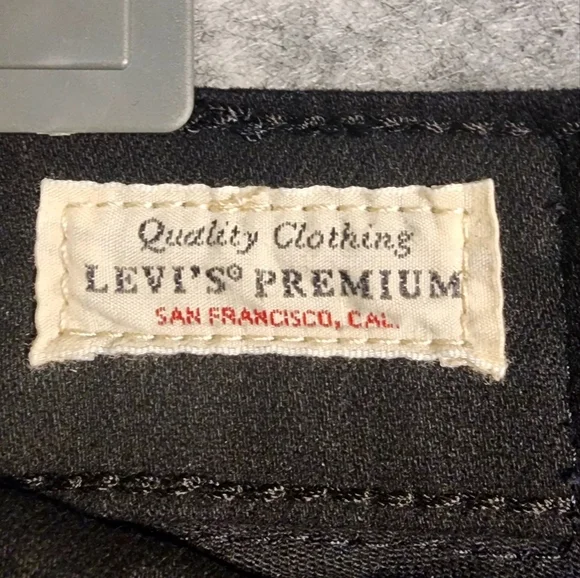 Quality Clothing
LEVI'S® PREMIUM
SAN FRANCISCO, CAL.